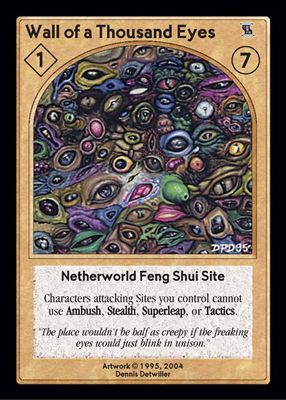 Wall of a Thousand Eyes
1
7
DPD95
Netherworld Feng Shui Site
Characters attacking Sites you control cannot
use Ambush, Stealth, Superleap, or Tactics.
"The place wouldn't be half as creepy if the freaking
eyes would just blink in unison."
Artwork © 1995, 2004
Dennis Detwiller